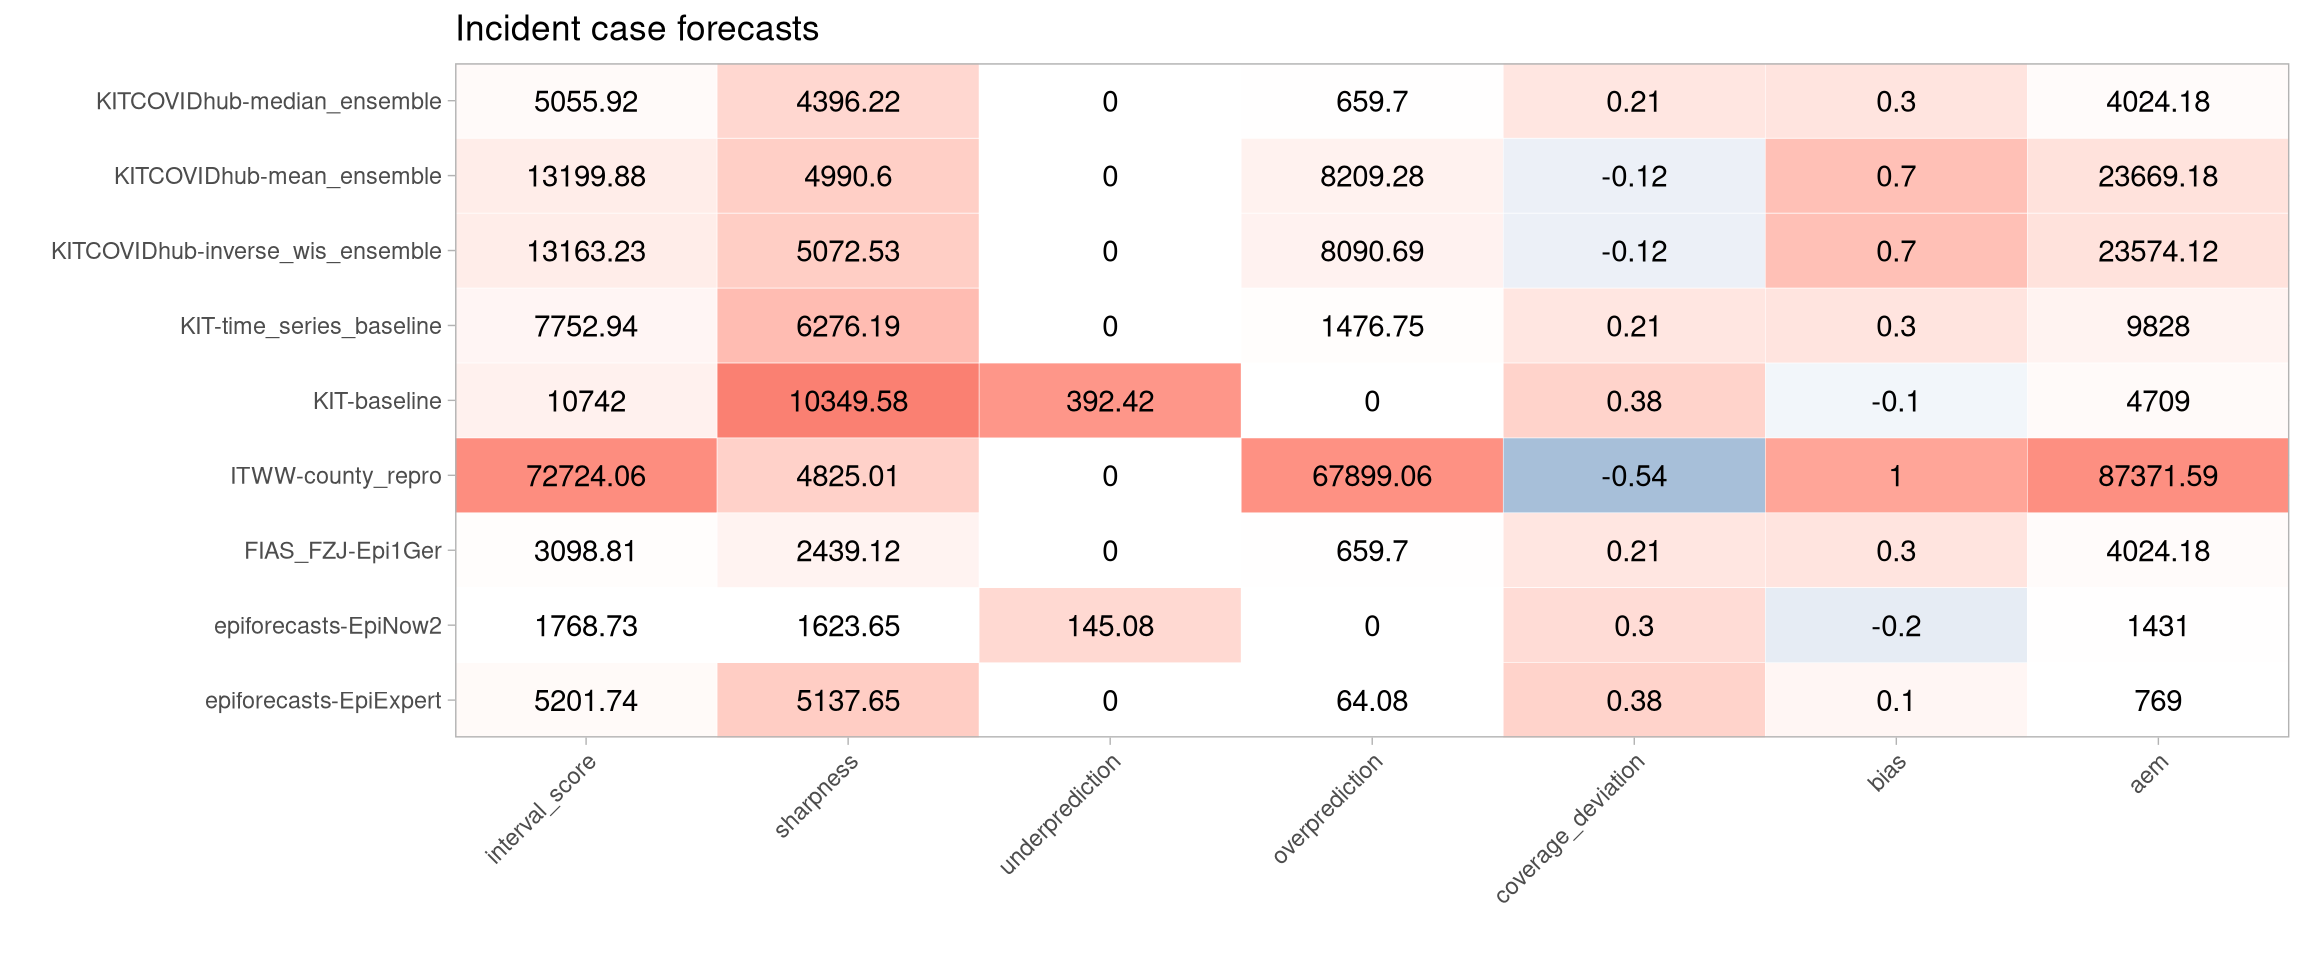 Incident case forecasts
KITCOVIDhub-median_ensemble 5055.92 4396.22 0 659.7 0.21 0.3 4024.18
KITCOVIDhub-mean_ensemble 13199.88 4990.6 0 8209.28 -0.12 0.7 23669.18
KITCOVIDhub-inverse_wis_ensemble 13163.23 5072.53 0 8090.69 -0.12 0.7 23574.12
KIT-time_series_baseline 7752.94 6276.19 0 1476.75 0.21 0.3 9828
KIT-baseline 10742 10349.58 392.42 0 0.38 -0.1 4709
ITWW-county_repro 72724.06 4825.01 0 67899.06 -0.54 1 87371.59
FIAS_FZJ-Epi1Ger 3098.81 2439.12 0 659.7 0.21 0.3 4024.18
epiforecasts-EpiNow2 1768.73 1623.65 145.08 0 0.3 -0.2 1431
epiforecasts-EpiExpert 5201.74 5137.65 0 64.08 0.38 0.1 769
interval_score sharpness underprediction overprediction coverage_deviation bias aem